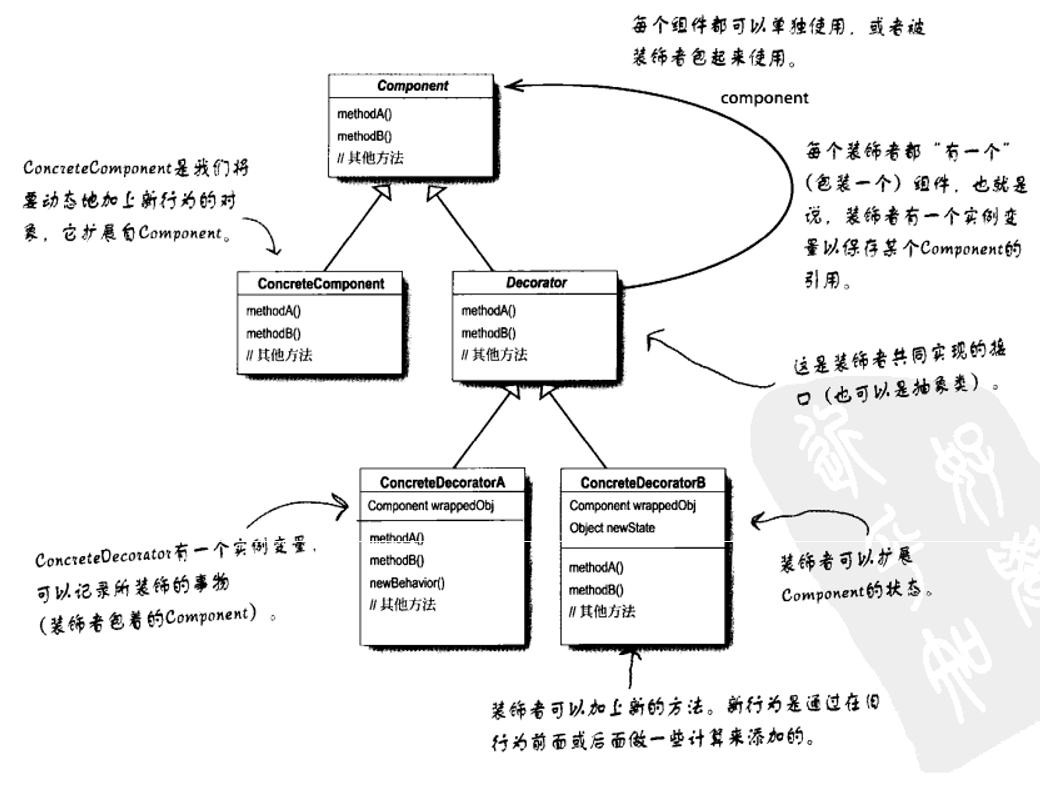 每个组件都可以单独使用，或者被
装饰者包起来使用。
component
Component
methodA()
methodB()
// 其他方法
每个装饰者都“有一个”
（包装一个）组件，也就是
说，装饰者有一个实例变
量以保存某个Component的
引用。
ConcreteComponent是我们将
要动态地加上新行为的对
象，它扩展自Component。
ConcreteComponent
methodA()
methodB()
// 其他方法
Decorator
methodA()
methodB()
// 其他方法
这是装饰者共同实现的接
口（也可以是抽象类）。
ConcreteDecoratorA
Component wrappedObj
methodA()
methodB()
newBehavior()
// 其他方法
ConcreteDecoratorB
Component wrappedObj
Object newState
methodA()
methodB()
// 其他方法
ConcreteDecorator有一个实例变量，
可以记录所装饰的事物
（装饰者包着的Component）。
装饰者可以扩展
Component的状态。
装饰者可以加上新的方法。新行为是通过在旧
行为前面或后面做一些计算来添加的。